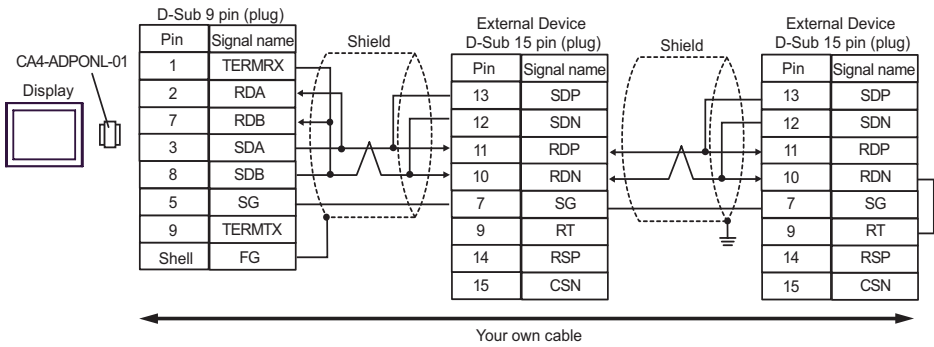 D-Sub 9 pin (plug)
Pin Signal name
1 TERMRX
2 RDA
7 RDB
3 SDA
8 SDB
5 SG
9 TERMTX
Shell FG
CA4-ADPONL-01
Display
Shield
External Device
D-Sub 15 pin (plug)
Pin Signal name
13 SDP
12 SDN
11 RDP
10 RDN
7 SG
9 RT
14 RSP
15 CSN
Shield
External Device
D-Sub 15 pin (plug)
Pin Signal name
13 SDP
12 SDN
11 RDP
10 RDN
7 SG
9 RT
14 RSP
15 CSN
Your own cable